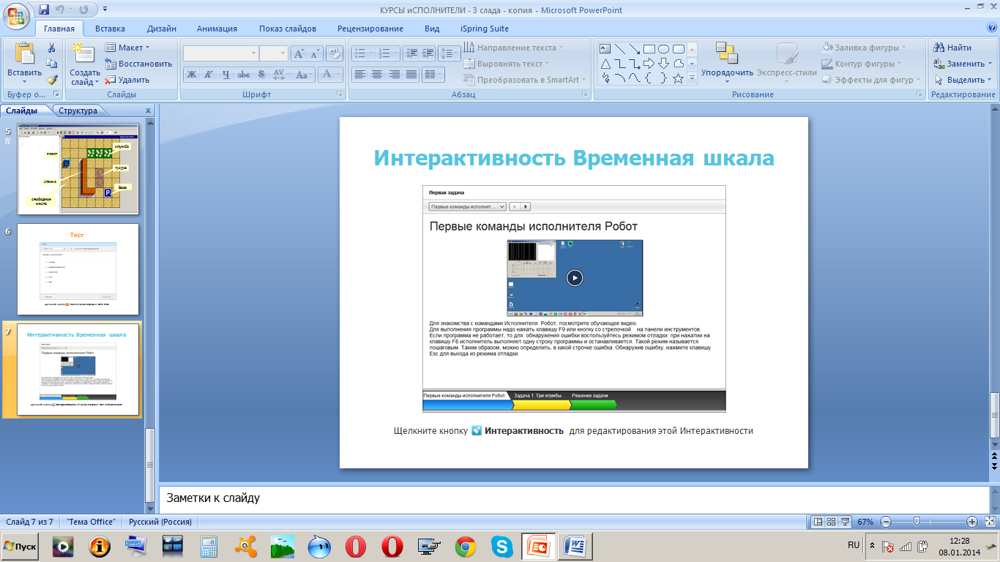 КУРСЫ иСПОЛНИТЕЛИ - 3 слада - копия - Microsoft PowerPoint
Главная Вставка Дизайн Анимация Показ слайдов Рецензирование Вид iSpring Suite
Вставить
Буфер о...
Создать слайд
Макет
Восстановить
Удалить
Слайды
Ж К Ч abc S AV Aa А
Шрифт
Направление текста
Выровнять текст
Преобразовать в SmartArt
Абзац
Упорядочить
Экспресс-стили
Заливка фигуры
Контур фигуры
Эффекты для фигур
Рисование
Найти
Заменить
Выделить
Редактирование
Слайды Структура
5
РОБОТ
клумба
грядка
стенка
База
свободное
место
P
6
Тест
7
Интерактивность Временная шкала
Первые команды исполнителя Робот
Интерактивность Временная шкала
Первая задача
Первые команды исполнит...
Первые команды исполнителя Робот
Для знакомства с командами Исполнителя Робот, посмотрите обучающее видео.
Для выполнения программы надо нажать клавишу F9 или кнопку со стрелочкой на панели инструментов.
Если программа не работает, то для обнаружения ошибки воспользуйтесь режимом отладки: при нажатии на
клавишу F8 исполнитель выполняет одну строку программы и останавливается. Такой режим называется
пошаговым. Таким образом, можно определить, в какой строчке ошибка. Обнаружив ошибку, нажмите клавишу
Esc для выхода из режима отладки.
Первые команды исполнителя Робот Задача 1 Три клумбы. Решение задачи
Щелкните кнопку Интерактивность для редактирования этой Интерактивности
Заметки к слайду
Слайд 7 из 7 "Тема Office" Русский (Россия) 67%
Пуск
RU
12:28
08.01.2014